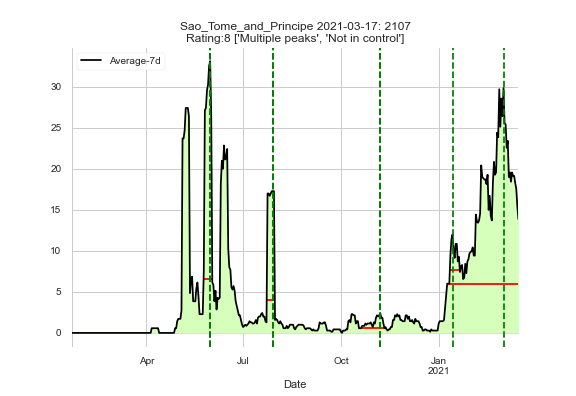 Sao_Tome_and_Principe 2021-03-17: 2107
Rating:8 ['Multiple peaks', 'Not in control']
Average-7d
30
25
20
15
10
5
0
Apr
Jul
Oct
Jan
2021
Date